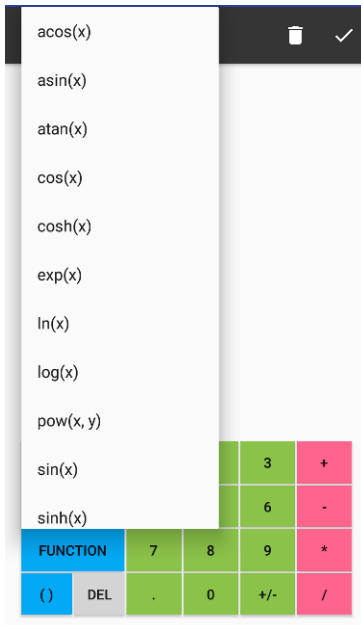 acos(x)
asin(x)
atan(x)
cos(x)
cosh(x)
exp(x)
ln(x)
log(x)
pow(x, y)
sin(x)
sinh(x)
3 +
6 -
FUNCTION 7 8 9 *
( ) DEL . 0 +/- /